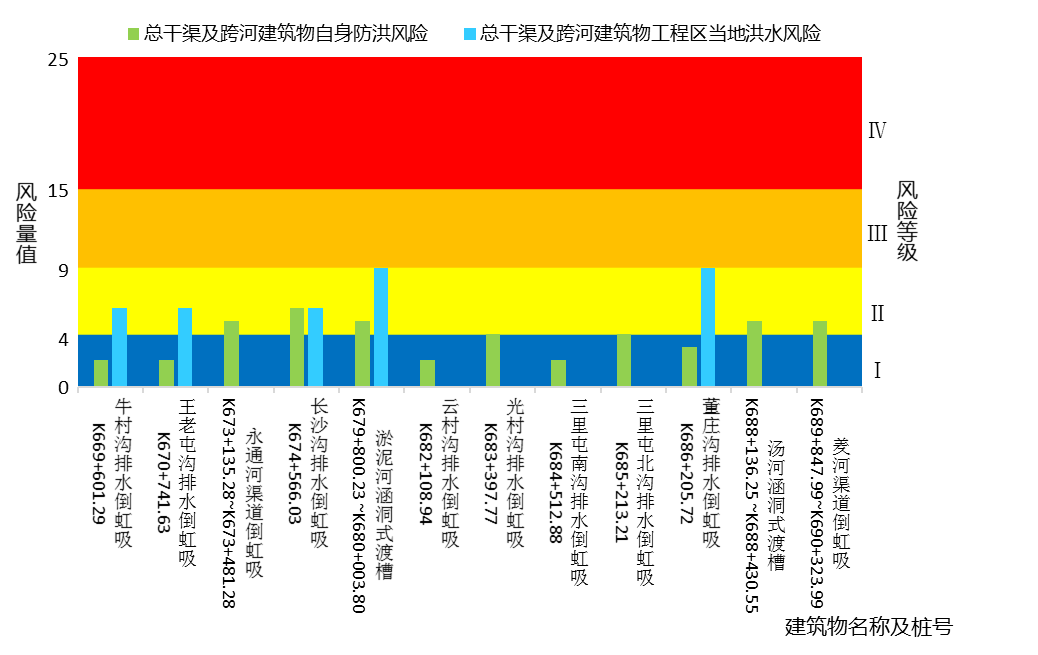 总干渠及跨河建筑物自身防洪风险
总干渠及跨河建筑物工程区当地洪水风险
25
15
9
4
0
风险量值
Ⅳ
Ⅲ
Ⅱ
Ⅰ
风险等级
牛村沟排水倒虹吸
K669+601.29
王老屯沟排水倒虹吸
K670+741.63
永通河渠道倒虹吸
K673+135.28~K673+481.28
长沙沟排水倒虹吸
K674+566.03
淤泥河涵洞式渡槽
K679+800.23~K680+003.80
云村沟排水倒虹吸
K682+108.94
光村沟排水倒虹吸
K683+397.77
三里屯南沟排水倒虹吸
K684+512.88
三里屯北沟排水倒虹吸
K685+213.21
董庄沟排水倒虹吸
K686+205.72
汤河涵洞式渡槽
K688+136.25~K688+430.55
羑河渠道倒虹吸
K689+847.99~K690+323.99
建筑物名称及桩号